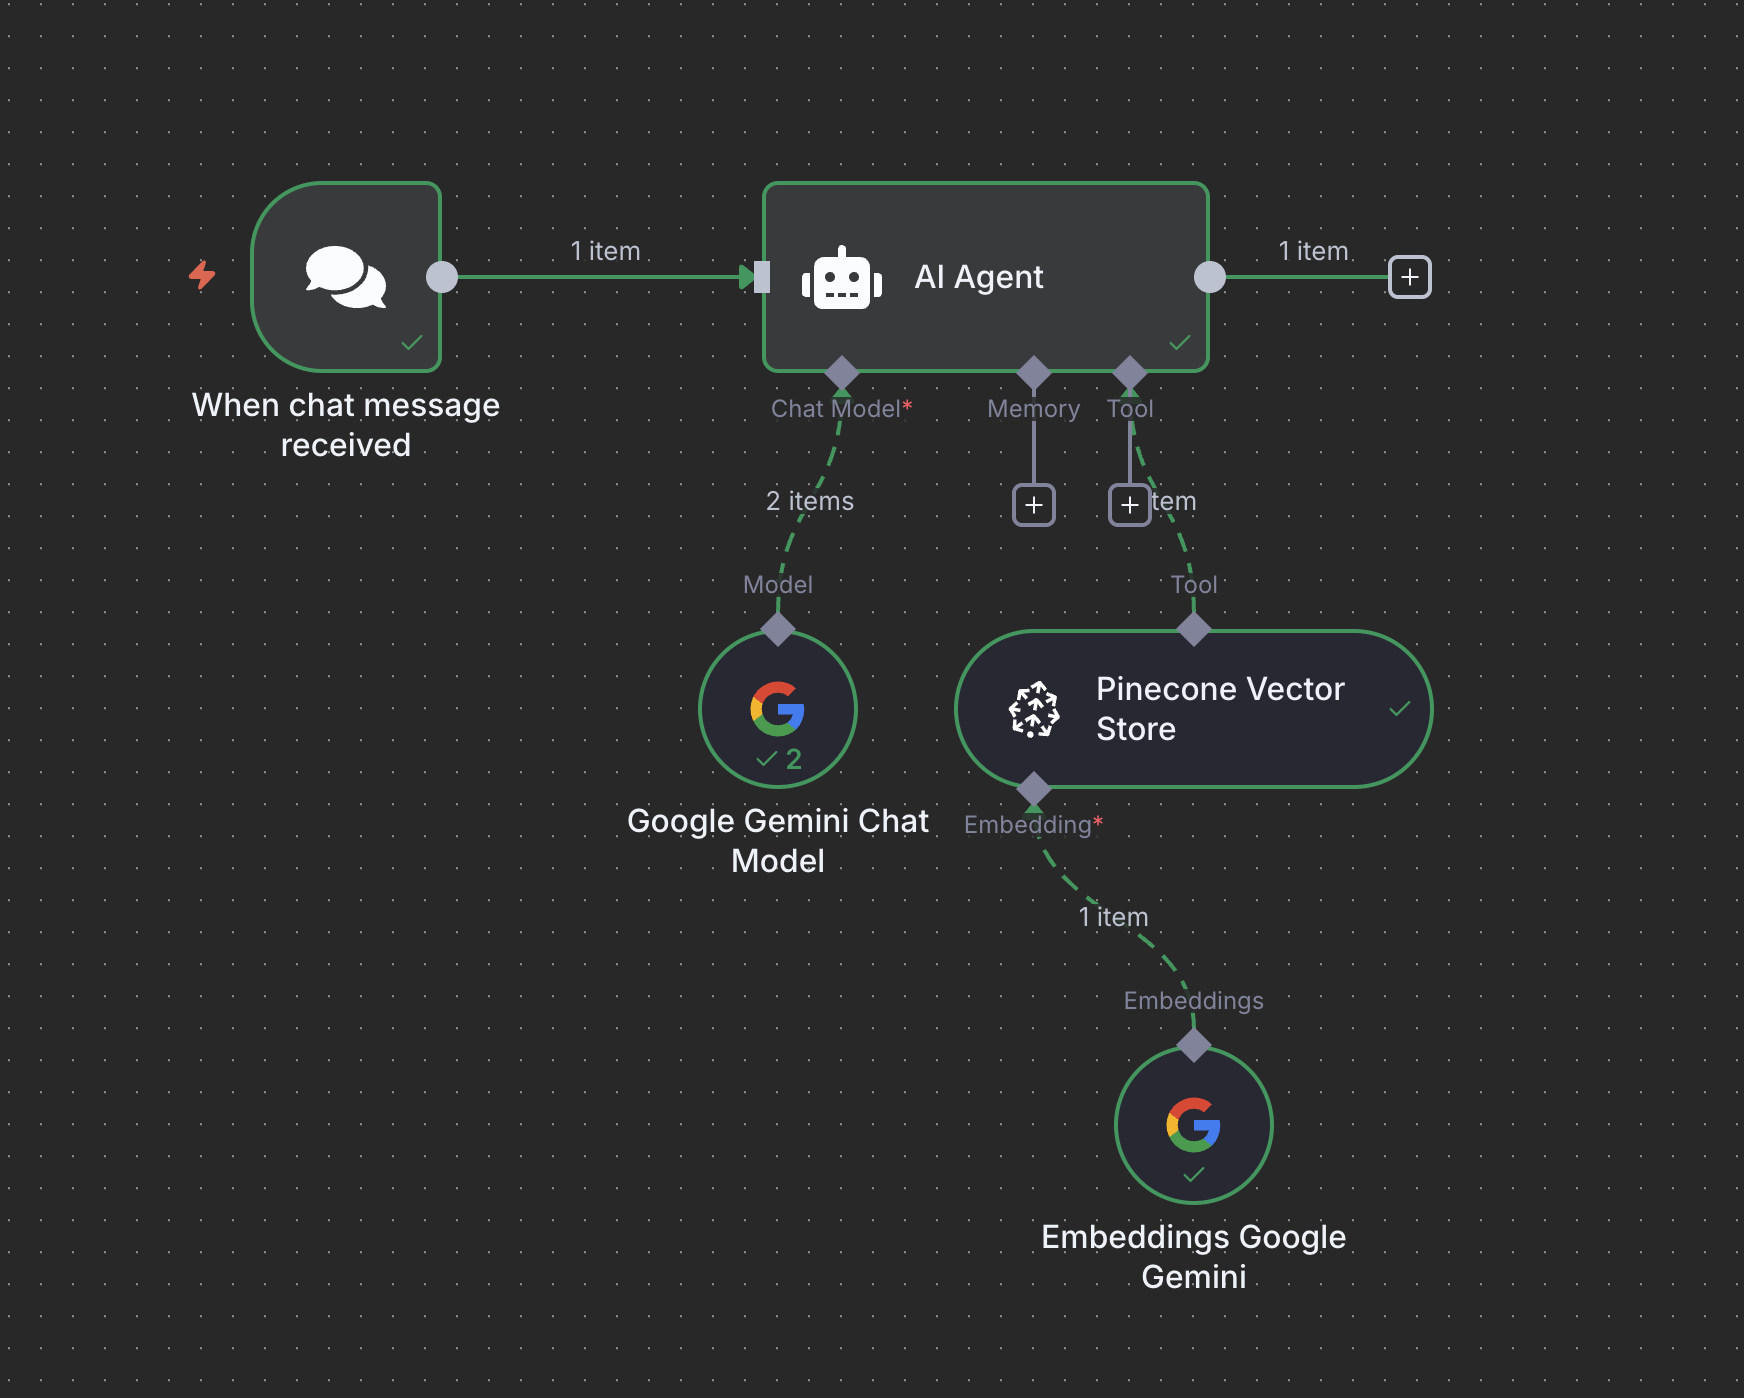 1 item
1 item
AI Agent
When chat message
received
Chat Model*
Memory
Tool
2 items
tem
Model
Tool
Pinecone Vector
Store
2
Google Gemini Chat
Model
Embedding*
1 item
Embeddings
Embeddings Google
Gemini